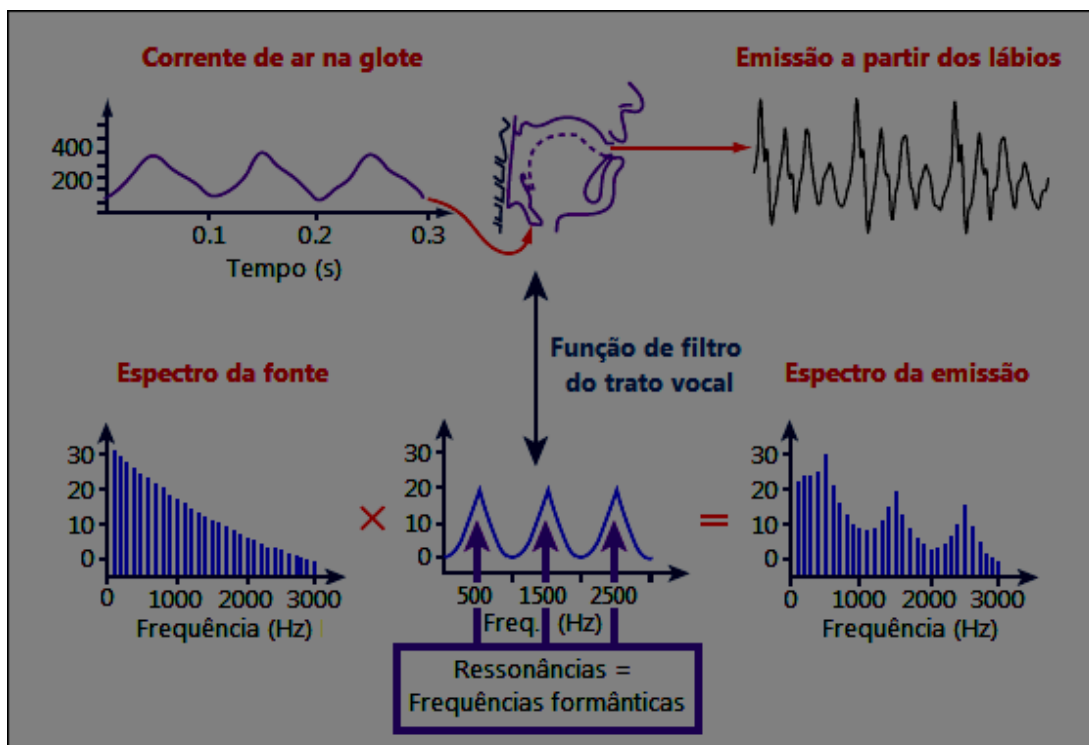 Corrente de ar na glote
Emissão a partir dos lábios
400
200
0.1 0.2 0.3
Tempo (s)
Função de filtro
do trato vocal
Espectro da fonte
Espectro da emissão
30
20
10
0
0 1000 2000 3000
Frequência (Hz)
×
30
20
10
0
500 1500 2500
Freq. (Hz)
=
30
20
10
0
0 1000 2000 3000
Frequência (Hz)
Ressonâncias =
Frequências formânticas